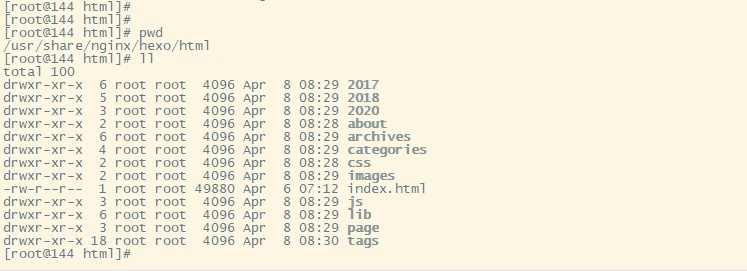 [root@144 html]#
[root@144 html]#
[root@144 html]# pwd
/usr/share/nginx/hexo/html
[root@144 html]# ll
total 100
drwxr-xr-x  6 root root  4096 Apr  8 08:29 2017
drwxr-xr-x  5 root root  4096 Apr  8 08:29 2018
drwxr-xr-x  3 root root  4096 Apr  8 08:29 2020
drwxr-xr-x  2 root root  4096 Apr  8 08:28 about
drwxr-xr-x  6 root root  4096 Apr  8 08:29 archives
drwxr-xr-x  4 root root  4096 Apr  8 08:29 categories
drwxr-xr-x  2 root root  4096 Apr  8 08:28 css
drwxr-xr-x  2 root root  4096 Apr  8 08:29 images
-rw-r--r--  1 root root 49880 Apr  6 07:12 index.html
drwxr-xr-x  3 root root  4096 Apr  8 08:29 js
drwxr-xr-x  6 root root  4096 Apr  8 08:29 lib
drwxr-xr-x  3 root root  4096 Apr  8 08:29 page
drwxr-xr-x 18 root root  4096 Apr  8 08:30 tags
[root@144 html]#